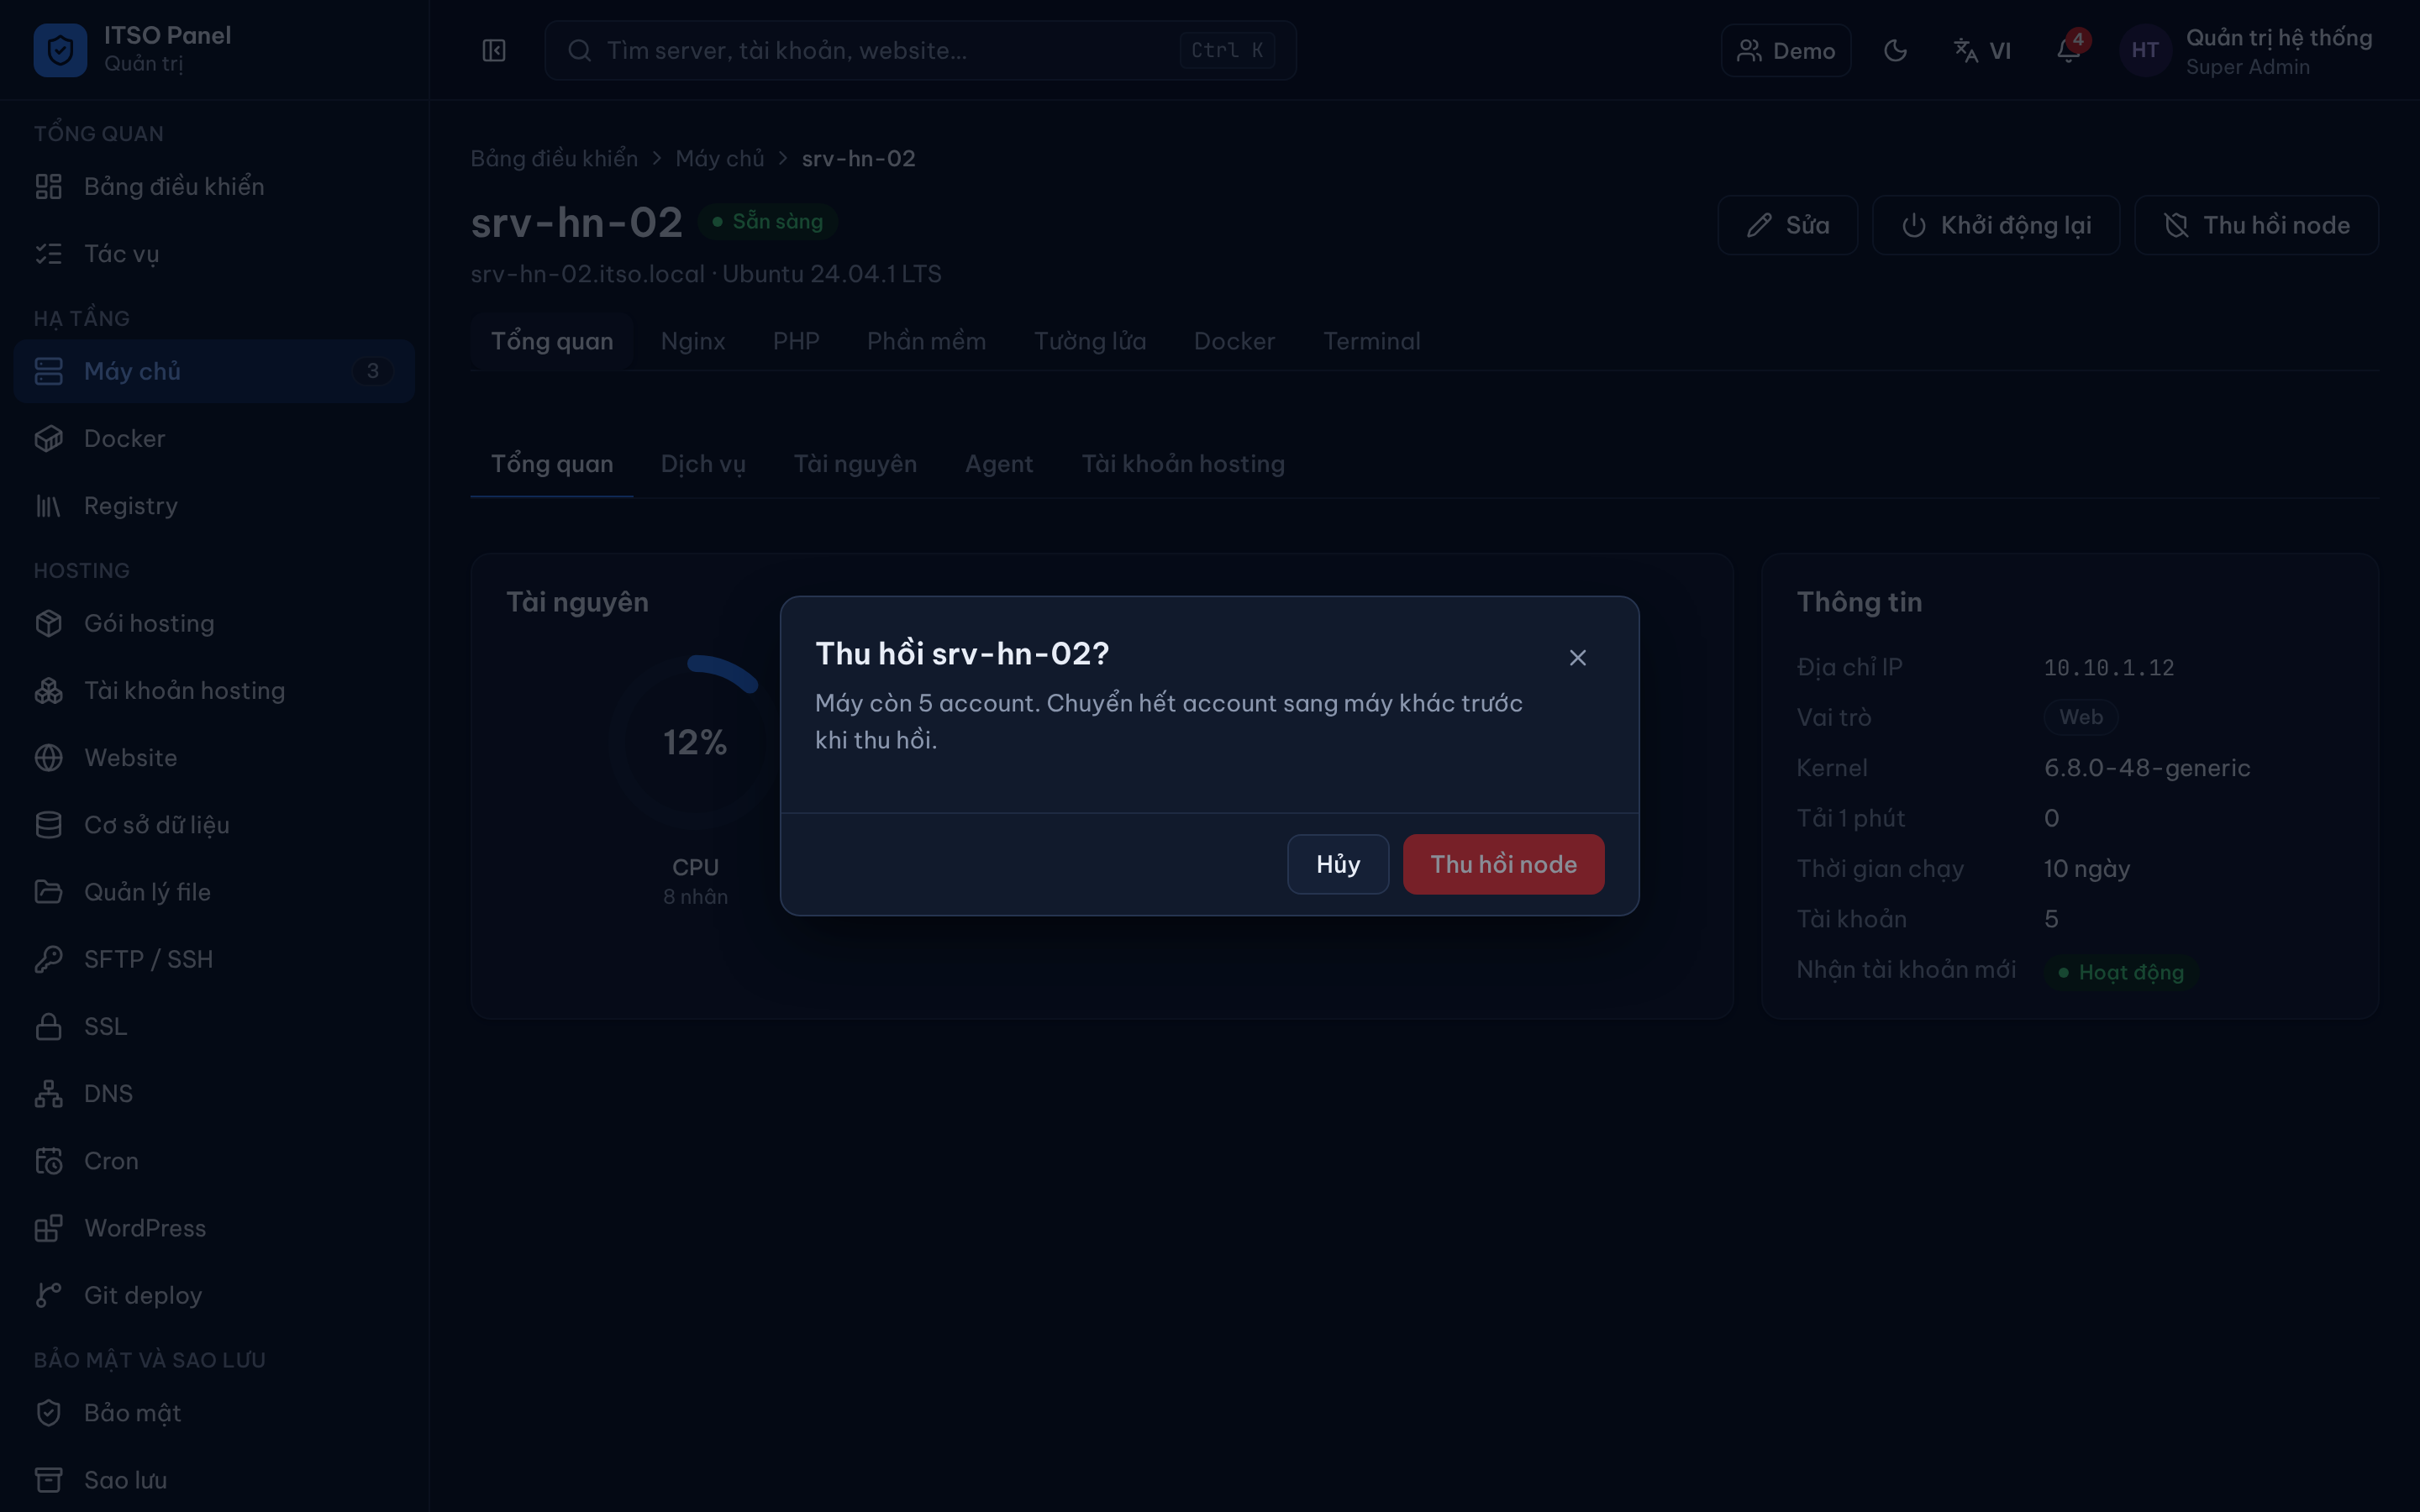 ITSO Panel
Quản trị
Tìm server, tài khoản, website...
Ctrl K
Demo
VI
4
HT
Quản trị hệ thống
Super Admin
TỔNG QUAN
Bảng điều khiển
Tác vụ
HẠ TẦNG
Máy chủ
3
Docker
Registry
HOSTING
Gói hosting
Tài khoản hosting
Website
Cơ sở dữ liệu
Quản lý file
SFTP / SSH
SSL
DNS
Cron
WordPress
Git deploy
BẢO MẬT VÀ SAO LƯU
Bảo mật
Sao lưu
Bảng điều khiển > Máy chủ > srv-hn-02
srv-hn-02
Sẵn sàng
srv-hn-02.itso.local · Ubuntu 24.04.1 LTS
Sửa
Khởi động lại
Thu hồi node
Tổng quan Nginx PHP Phần mềm Tường lửa Docker Terminal
Tổng quan Dịch vụ Tài nguyên Agent Tài khoản hosting
Tài nguyên
12%
CPU
8 nhân
Thu hồi srv-hn-02?
Máy còn 5 account. Chuyển hết account sang máy khác trước
khi thu hồi.
Hủy
Thu hồi node
Thông tin
Địa chỉ IP 10.10.1.12
Vai trò Web
Kernel 6.8.0-48-generic
Tải 1 phút 0
Thời gian chạy 10 ngày
Tài khoản 5
Nhận tài khoản mới Hoạt động